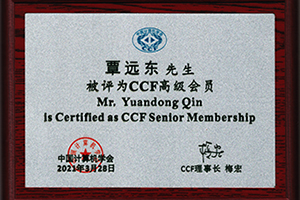 CCF
覃远东 先生
被评为CCF高级会员
Mr. Yuandong Qin
is Certified as CCF Senior Membership
中国计算机学会
2021年3月28日
CCF理事长 梅宏